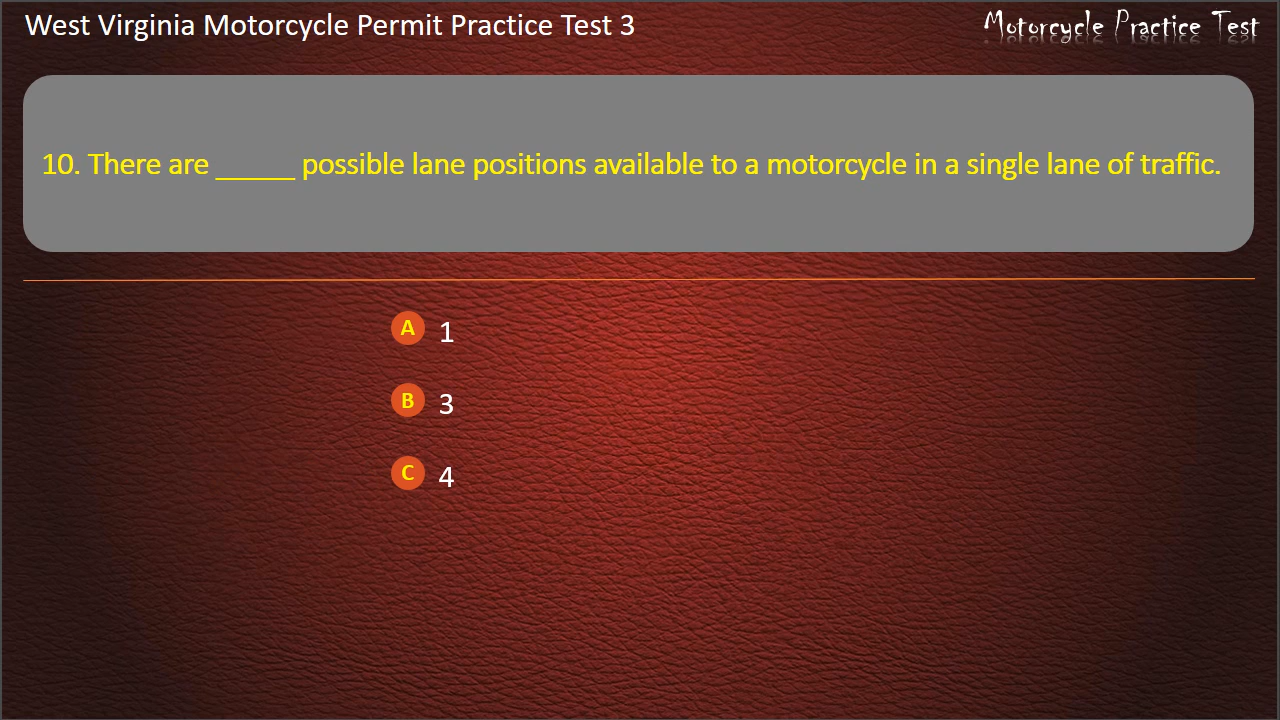 West Virginia Motorcycle Permit Practice Test 3
Motorcycle Practice Test
10. There are _____ possible lane positions available to a motorcycle in a single lane of traffic.
A 1
B 3
C 4